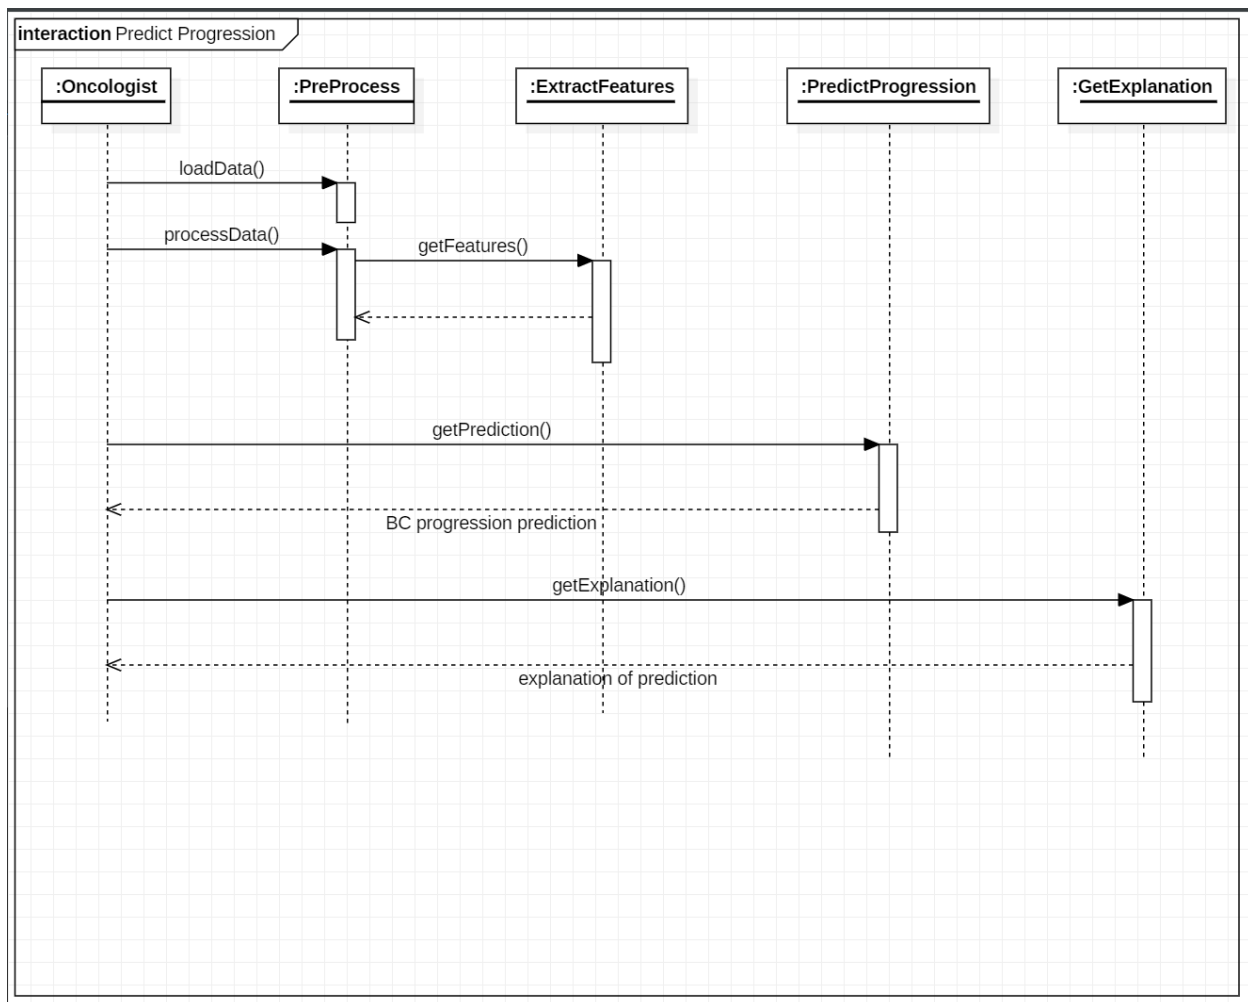 interaction Predict Progression
:Oncologist
:PreProcess
:ExtractFeatures
:PredictProgression
:GetExplanation
loadData()
processData()
getFeatures()
getPrediction()
BC progression prediction
getExplanation()
explanation of prediction